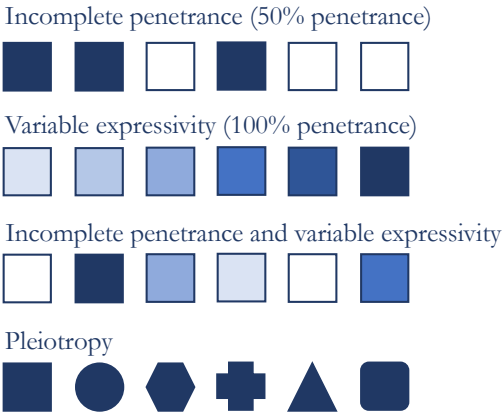 Incomplete penetrance (50% penetrance)
Variable expressivity (100% penetrance)
Incomplete penetrance and variable expressivity
Pleiotropy